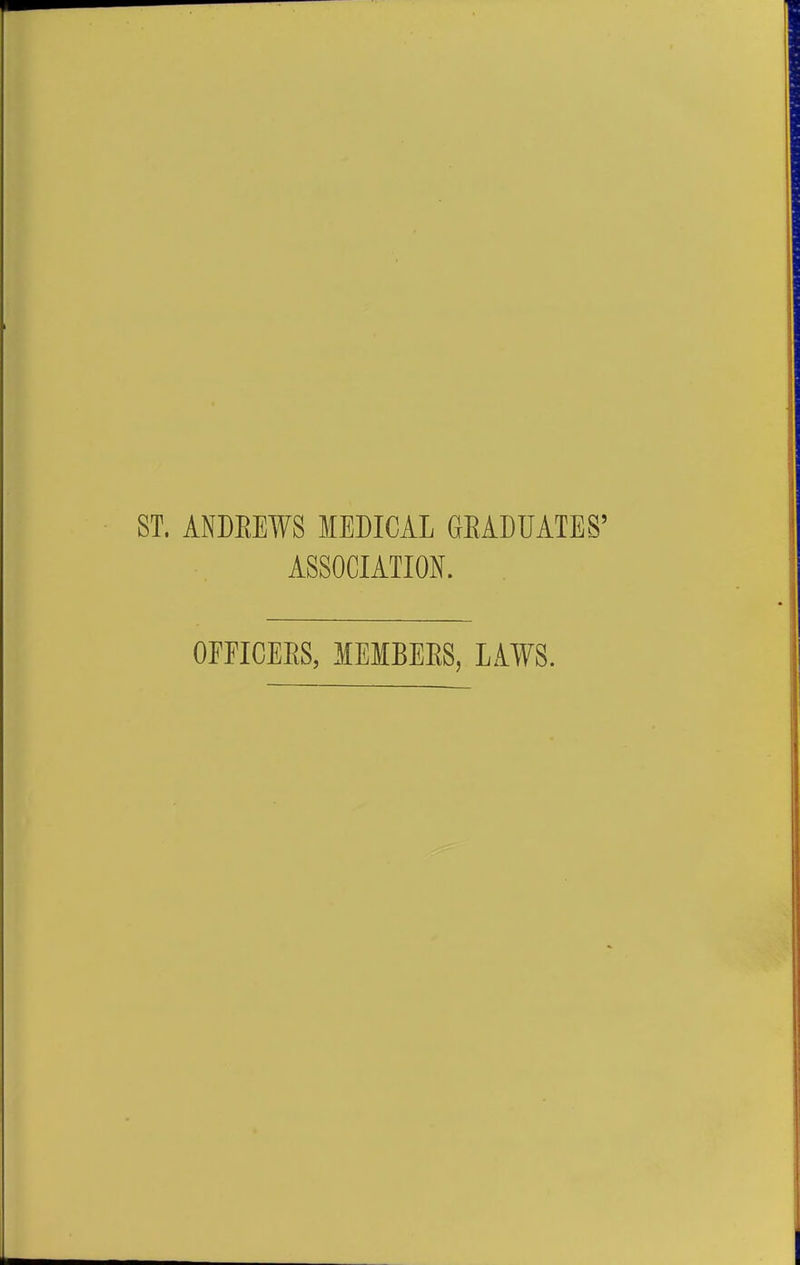 ST. ANDREWS MEDICAL GRADUATES’
ASSOCIATION.
OFFICERS, MEMBERS, LAWS.